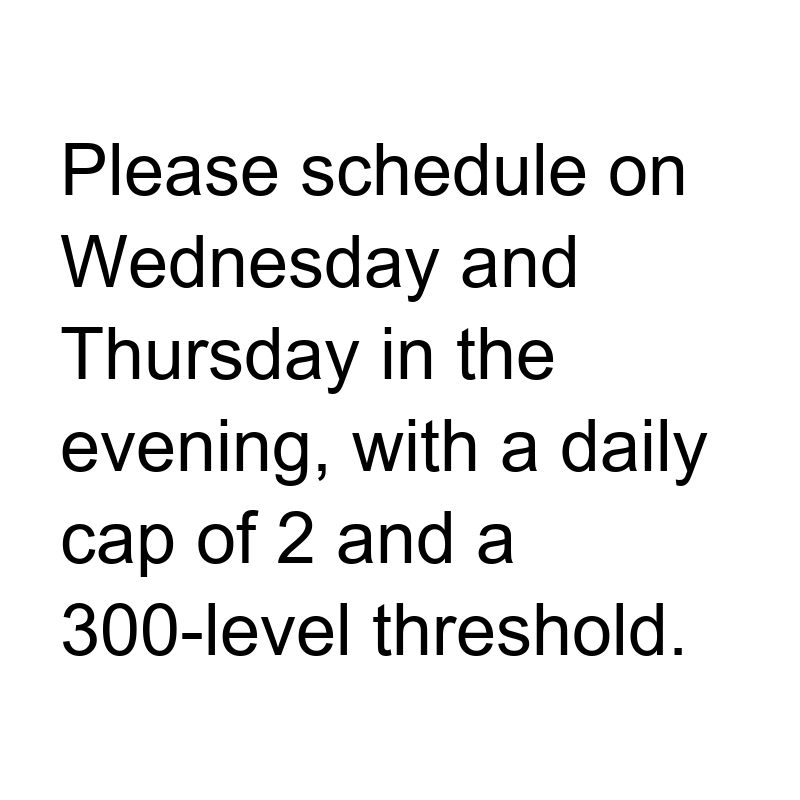 Please schedule on
Wednesday and
Thursday in the
evening, with a daily
cap of 2 and a
300-level threshold.